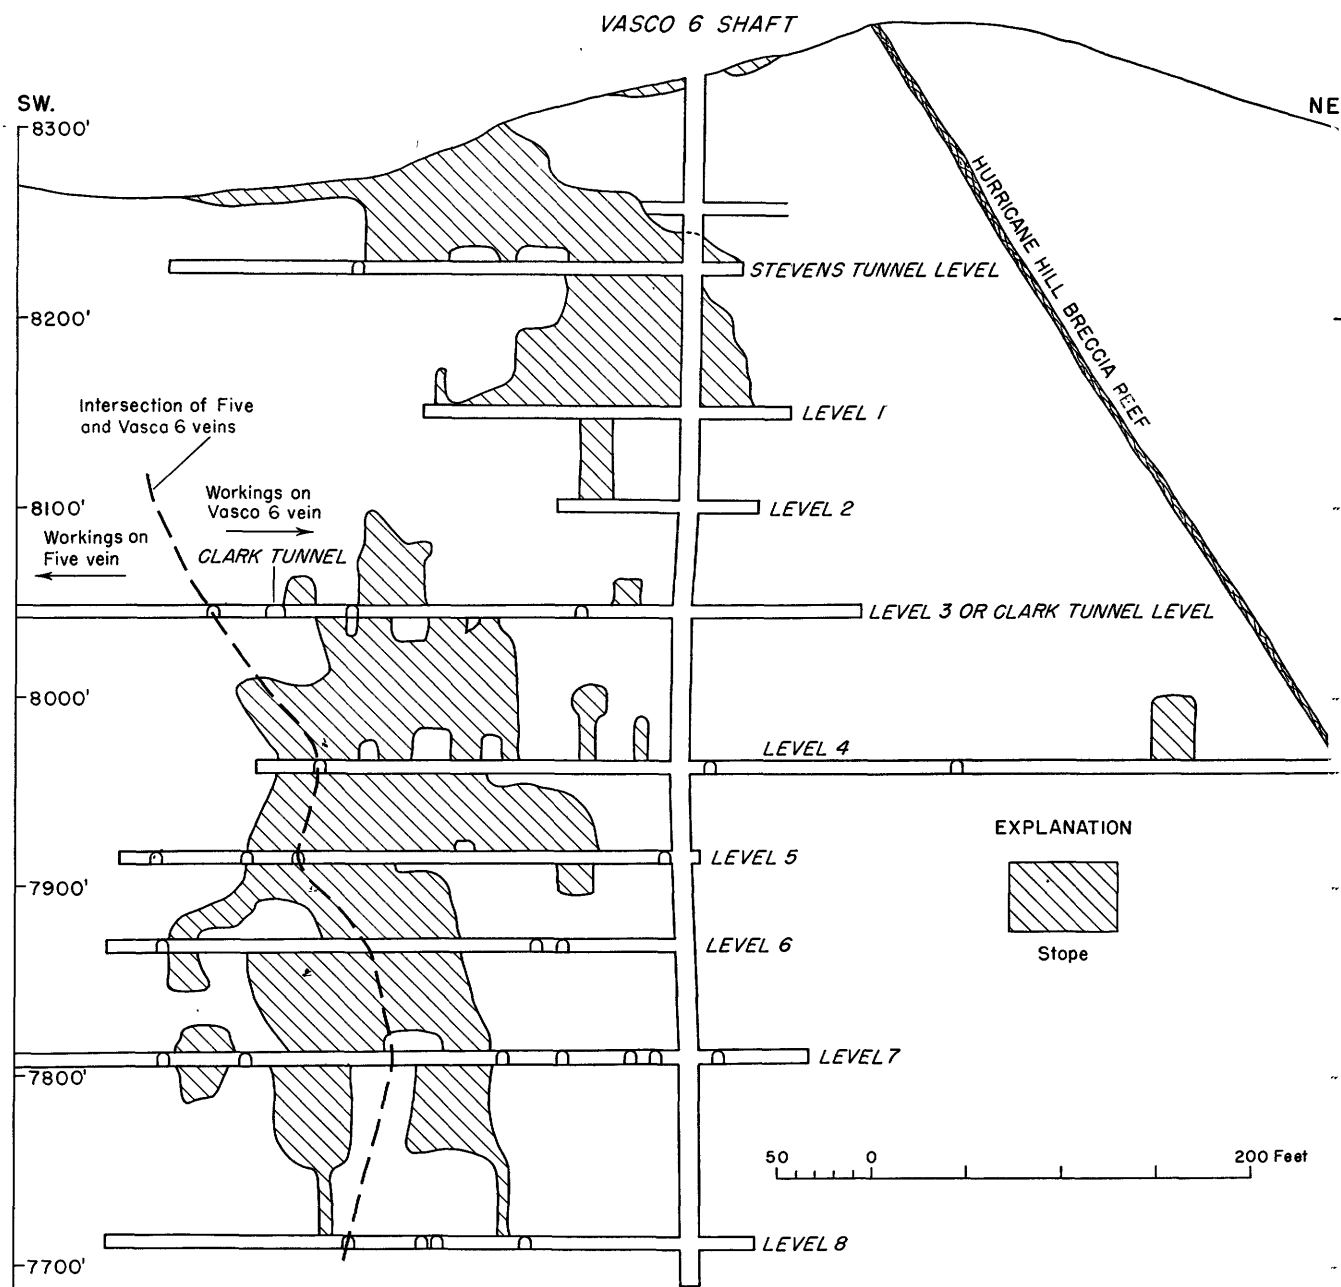 VASCO 6 SHAFT
SW.
NE
8300'
HURRICANE HILL BRECCIA REEF
STEVENS TUNNEL LEVEL
8200'
Intersection of Five
and Vasca 6 veins
LEVEL 1
8100'
Workings on
Vasco 6 vein
LEVEL 2
Workings on
Five vein
CLARK TUNNEL
LEVEL 3 OR CLARK TUNNEL LEVEL
8000'
LEVEL 4
EXPLANATION
LEVEL 5
7900'
LEVEL 6
Stope
LEVEL 7
7800'
50 0 200 Feet
LEVEL 8
7700'